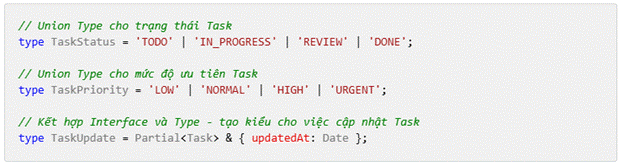 // Union Type cho trạng thái Task
type TaskStatus = 'TODO' | 'IN_PROGRESS' | 'REVIEW' | 'DONE';
// Union Type cho mức độ ưu tiên Task
type TaskPriority = 'LOW' | 'NORMAL' | 'HIGH' | 'URGENT';
// Kết hợp Interface và Type - tạo kiểu cho việc cập nhật Task
type TaskUpdate = Partial<Task> & { updatedAt: Date };